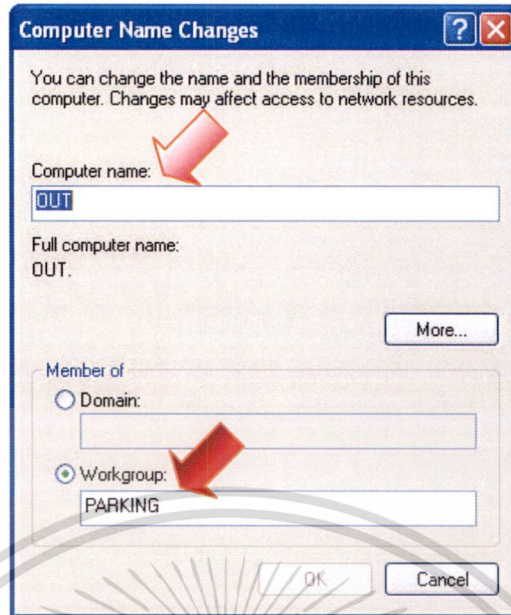 Computer Name Changes
You can change the name and the membership of this
computer. Changes may affect access to network resources.
Computer name:
OUT
Full computer name:
OUT.
More...
Member of
Domain:
Workgroup:
PARKING
OK
Cancel